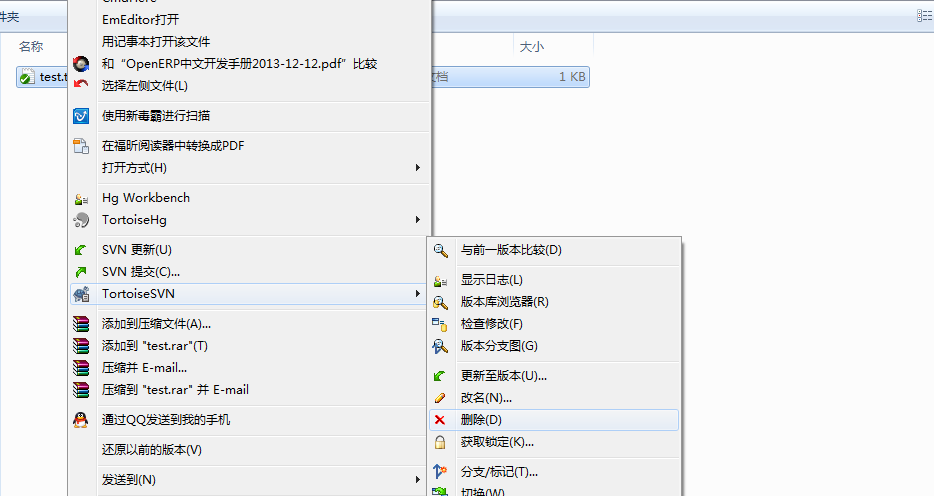 件夹
名称
大小
test.t
文档
1 KB
EmEditor打开
用记事本打开该文件
和“OpenERP中文开发手册2013-12-12.pdf”比较
选择左侧文件(L)
使用新毒霸进行扫描
在福昕阅读器中转换成PDF
打开方式(H)
Hg Workbench
TortoiseHg
SVN 更新(U)
SVN 提交(C)...
TortoiseSVN
添加到压缩文件(A)...
添加到 "test.rar"(T)
压缩并 E-mail...
压缩到 "test.rar" 并 E-mail
通过QQ发送到我的手机
还原以前的版本(V)
发送到(N)
与前一版本比较(D)
显示日志(L)
版本库浏览器(R)
检查修改(F)
版本分支图(G)
更新至版本(U)...
改名(N)...
删除(D)
获取锁定(K)...
分支/标记(T)...
切换(W)...